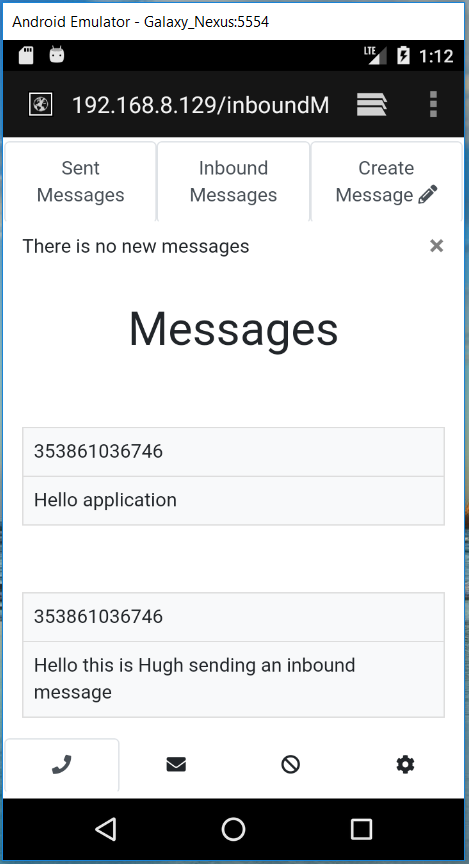 Android Emulator - Galaxy_Nexus:5554
LTE 1:12
192.168.8.129/inboundM
Sent Messages
Inbound Messages
Create Message
There is no new messages
×
Messages
353861036746
Hello application
353861036746
Hello this is Hugh sending an inbound
message